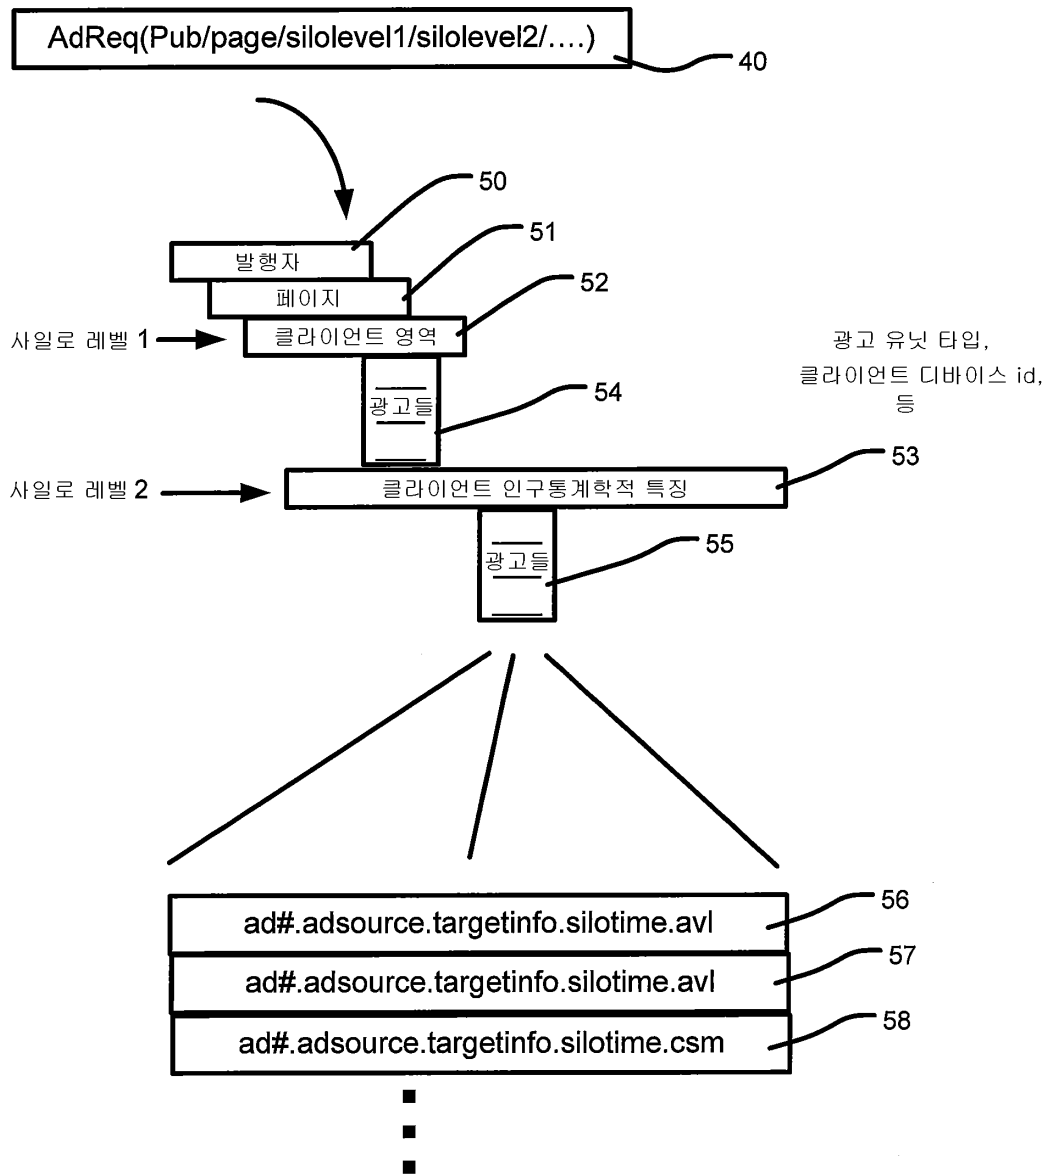 AdReq(Pub/page/silolevel1/silolevel2/....)
40
50
발행자
51
페이지
52
사일로 레벨 1
클라이언트 영역
광고 유닛 타입,
클라이언트 디바이스 id,
등
광고들
54
53
사일로 레벨 2
클라이언트 인구통계학적 특징
광고들
55
56
ad#.adsource.targetinfo.silotime.avl
57
ad#.adsource.targetinfo.silotime.avl
58
ad#.adsource.targetinfo.silotime.csm